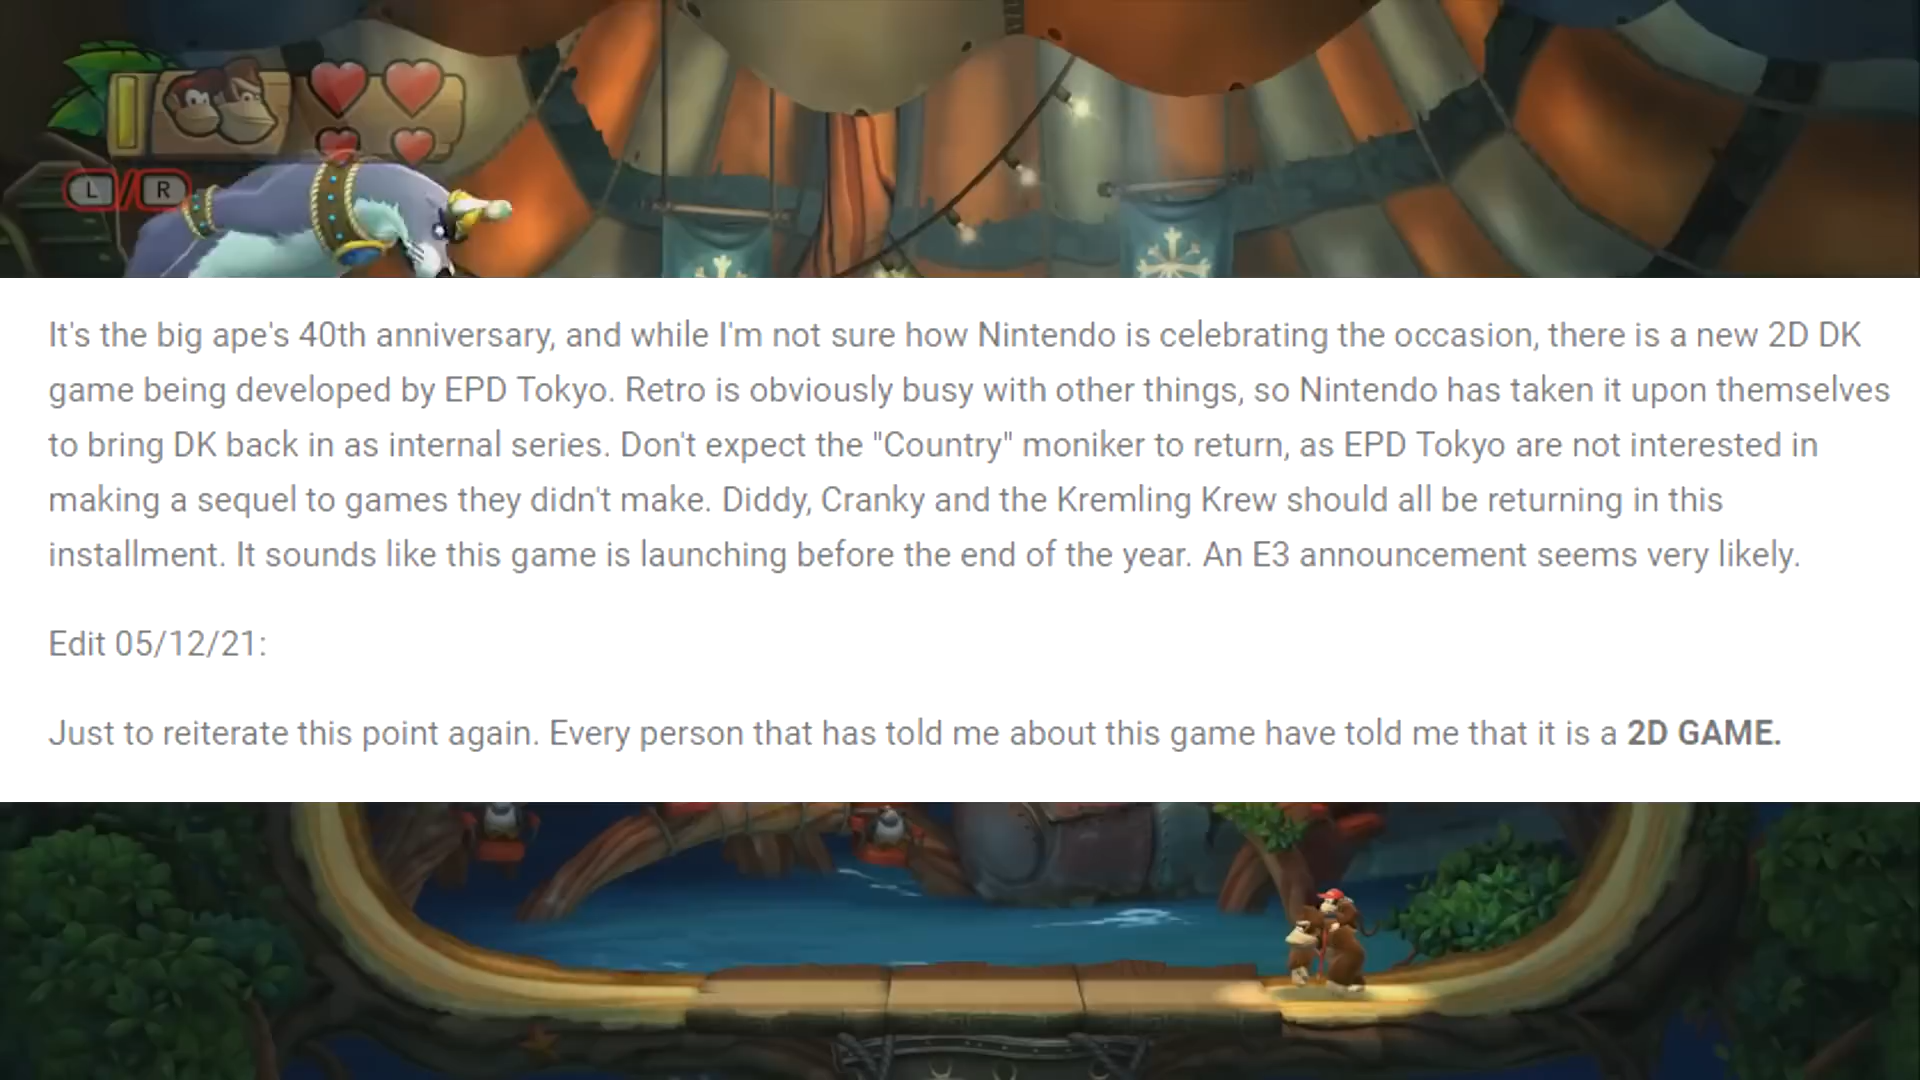 L / R
It's the big ape's 40th anniversary, and while I'm not sure how Nintendo is celebrating the occasion, there is a new 2D DK
game being developed by EPD Tokyo. Retro is obviously busy with other things, so Nintendo has taken it upon themselves
to bring DK back in as internal series. Don't expect the "Country" moniker to return, as EPD Tokyo are not interested in
making a sequel to games they didn't make. Diddy, Cranky and the Kremling Krew should all be returning in this
installment. It sounds like this game is launching before the end of the year. An E3 announcement seems very likely.
Edit 05/12/21:
Just to reiterate this point again. Every person that has told me about this game have told me that it is a 2D GAME.